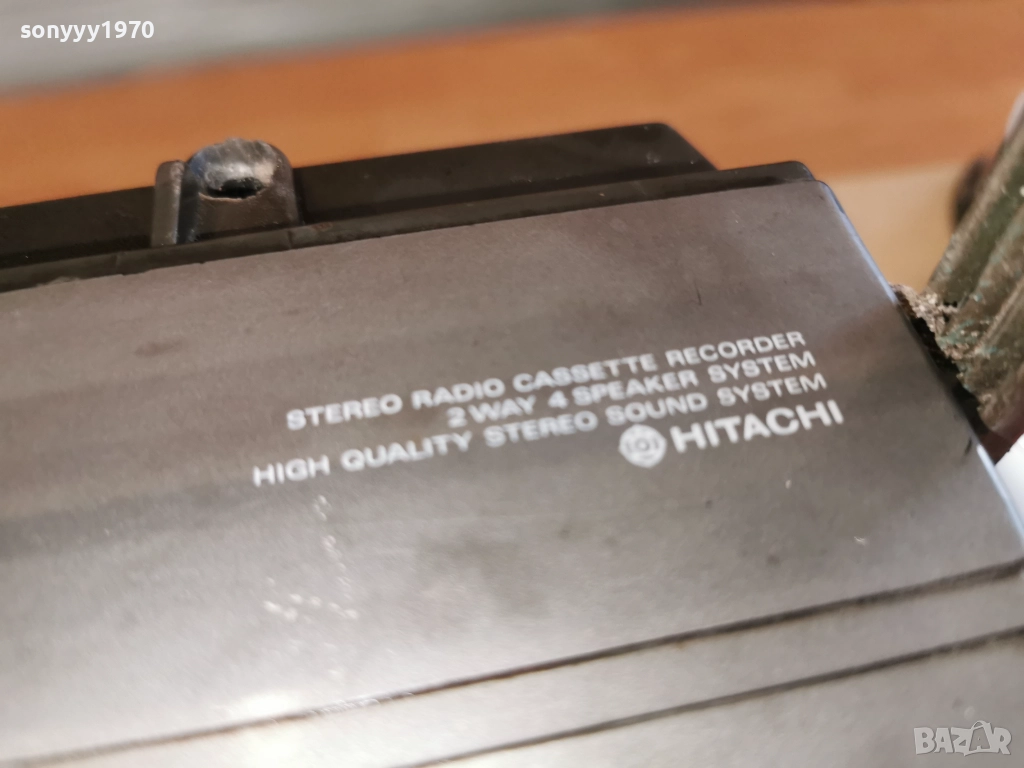 sonyyy1970
STEREO RADIO CASSETTE RECORDER
2 WAY 4 SPEAKER SYSTEM
HIGH QUALITY STEREO SOUND SYSTEM
HITACHI
BAZAR